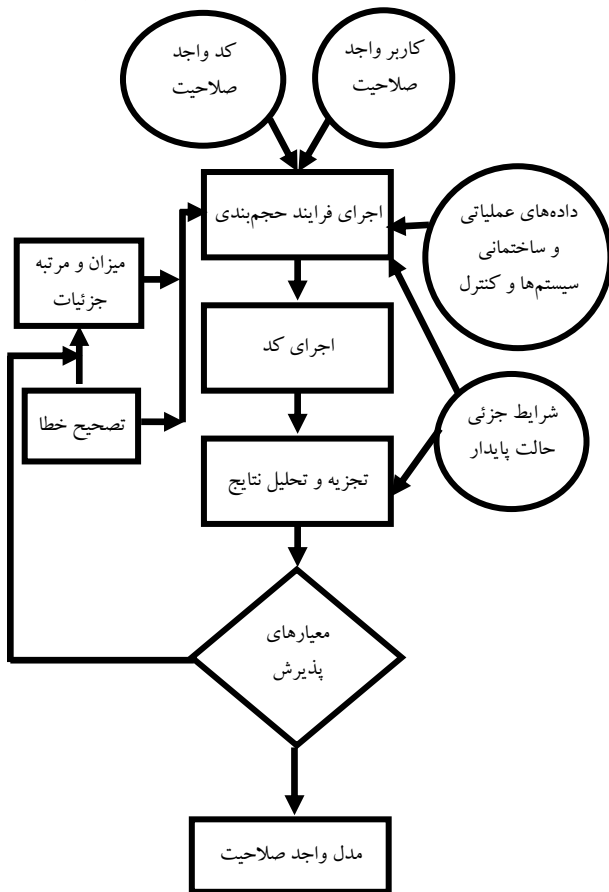 کاربر واجد
صلاحیت
کد واجد
صلاحیت
اجرای فرایند حجم‌بندی
داده‌های عملیاتی
و ساختمانی
سیستم‌ها و کنترل
میزان و مرتبه
جزئیات
اجرای کد
تصحیح خطا
شرایط جزئی
حالت پایدار
تجزیه و تحلیل نتایج
معیارهای
پذیرش
مدل واجد صلاحیت